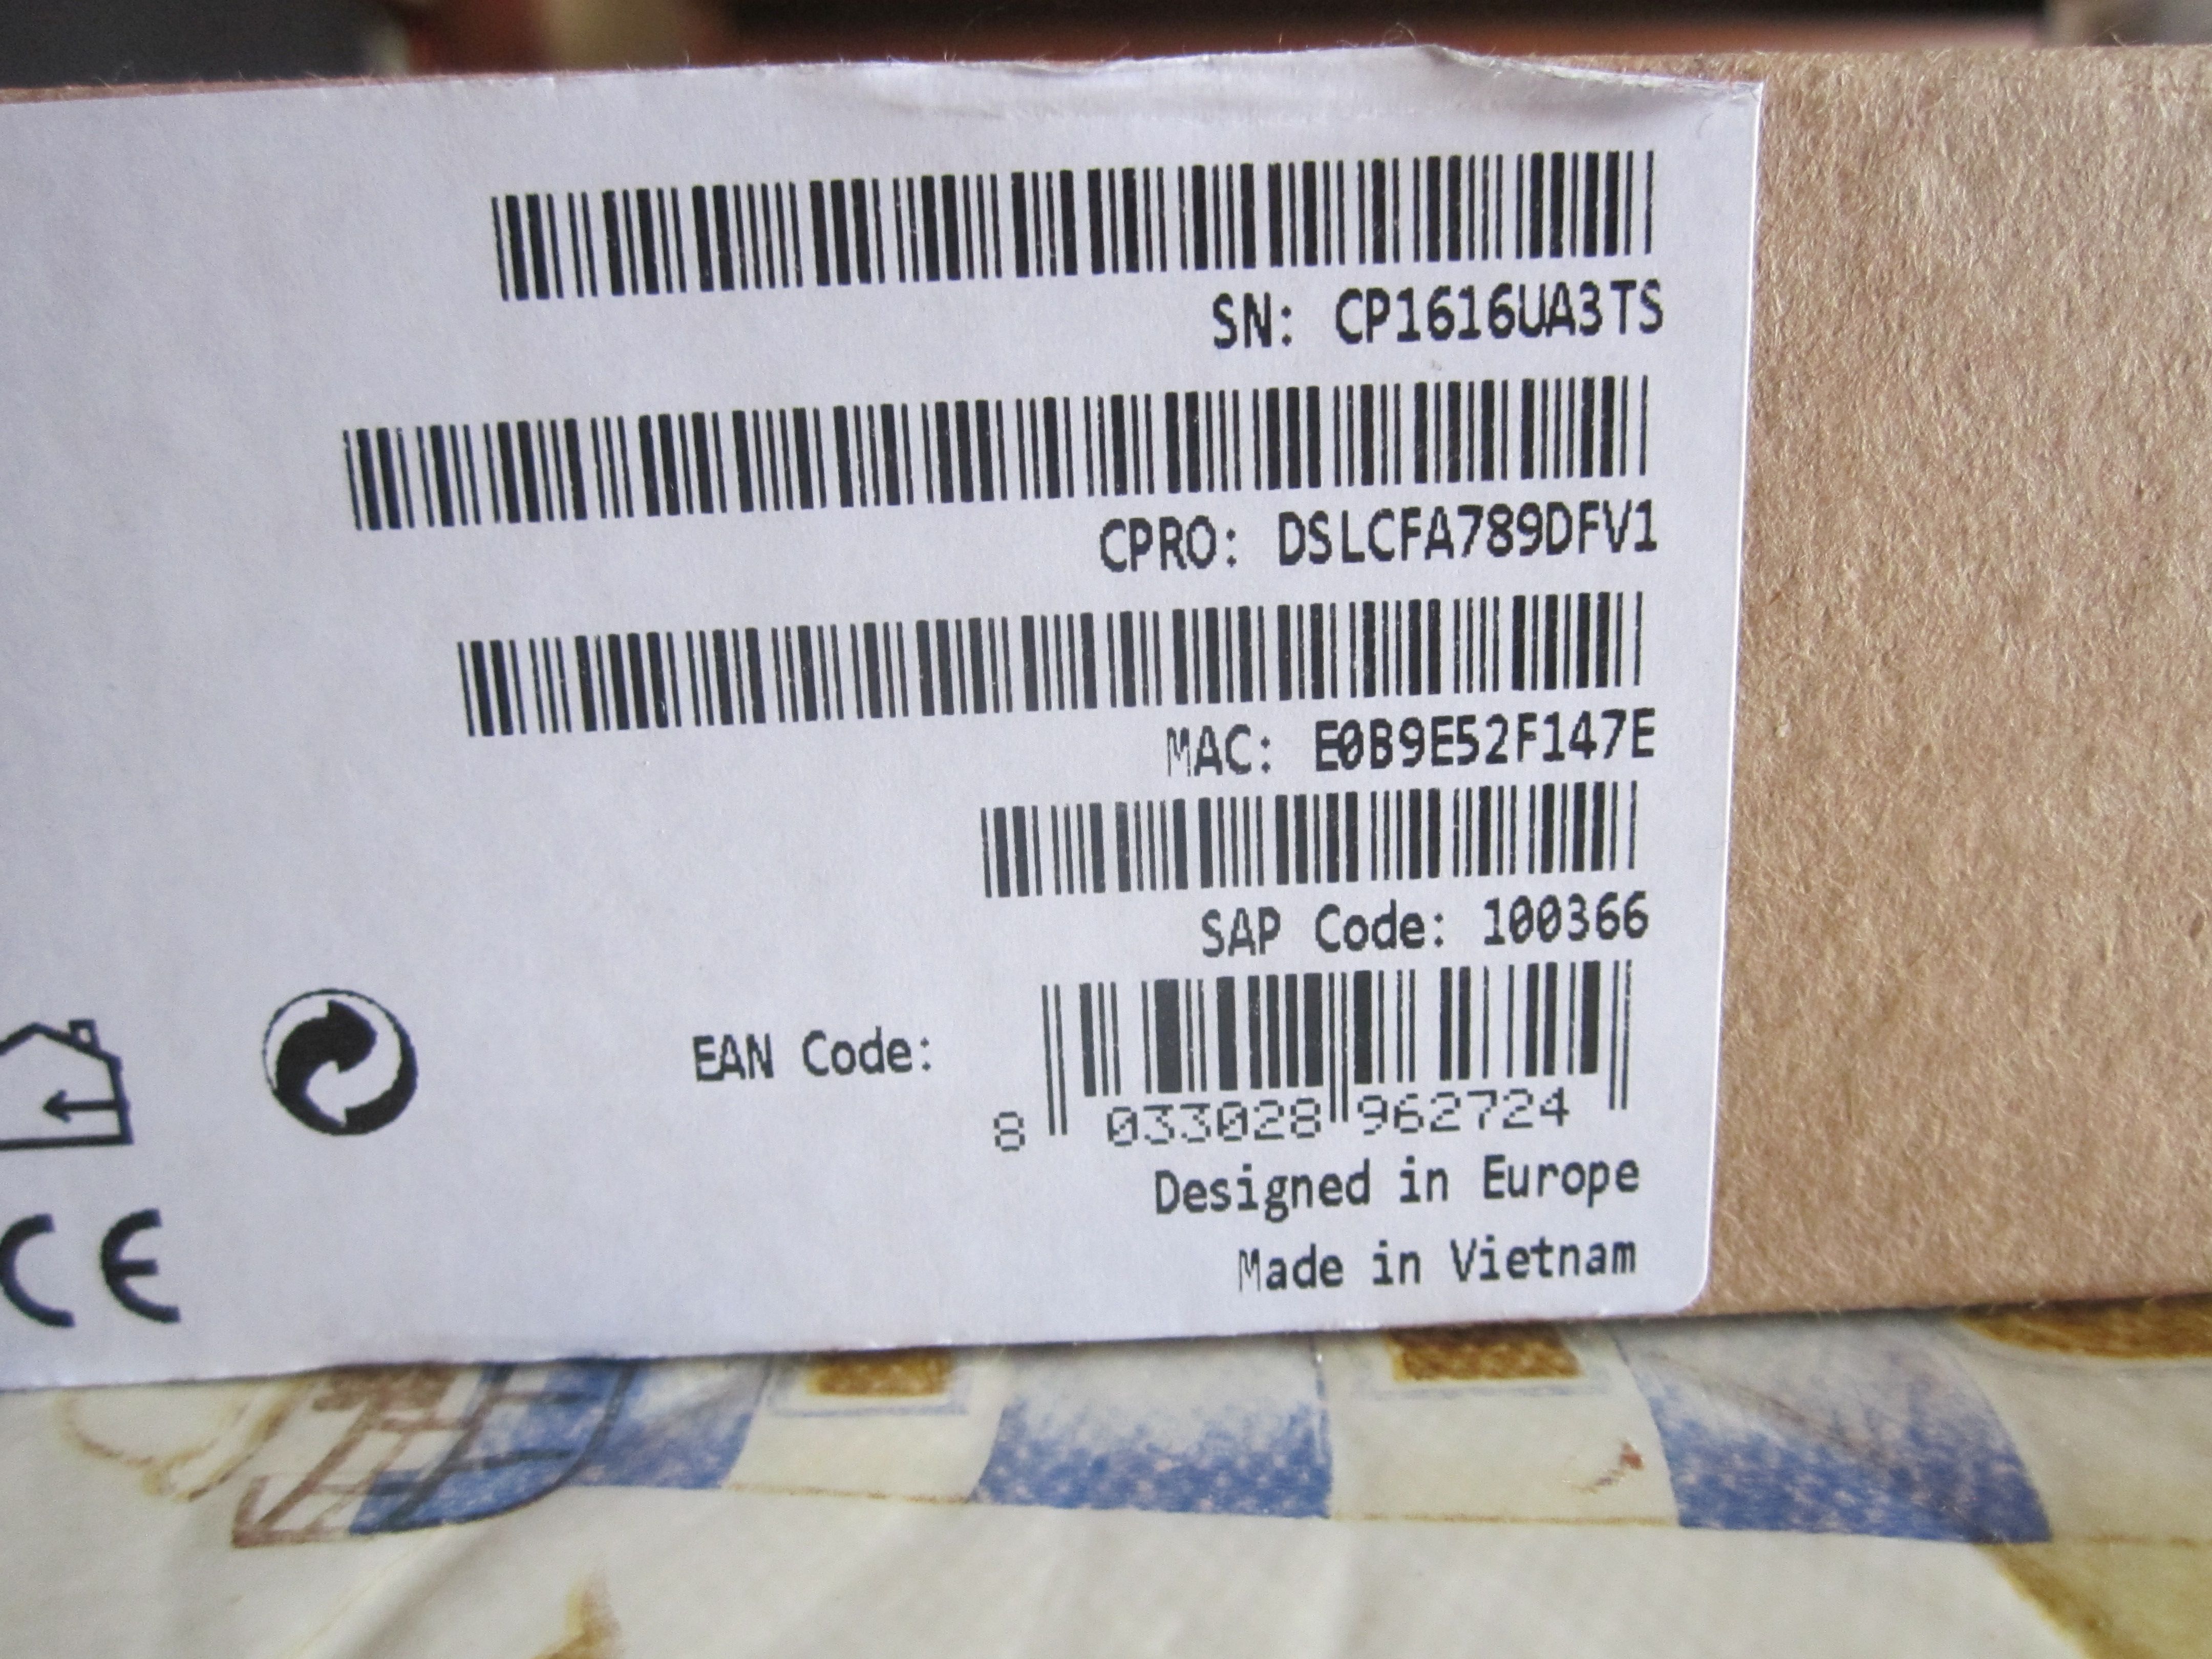 SN: CP1616UA3TS
CPRO: DSLCFA789DFV1
MAC: E0B9E52F147E
SAP Code: 100366
EAN Code:
8 033028 962724
Designed in Europe
Made in Vietnam
CE